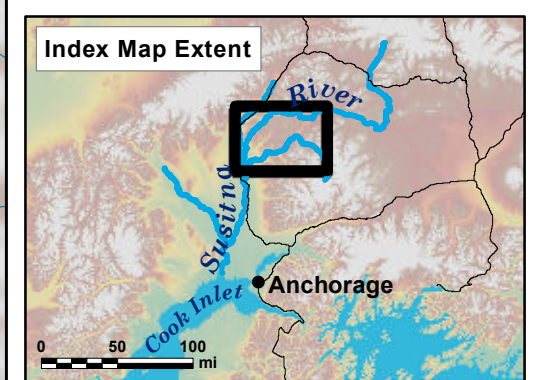 Index Map Extent
River
Susitna
Anchorage
Cook Inlet
0 50 100
mi